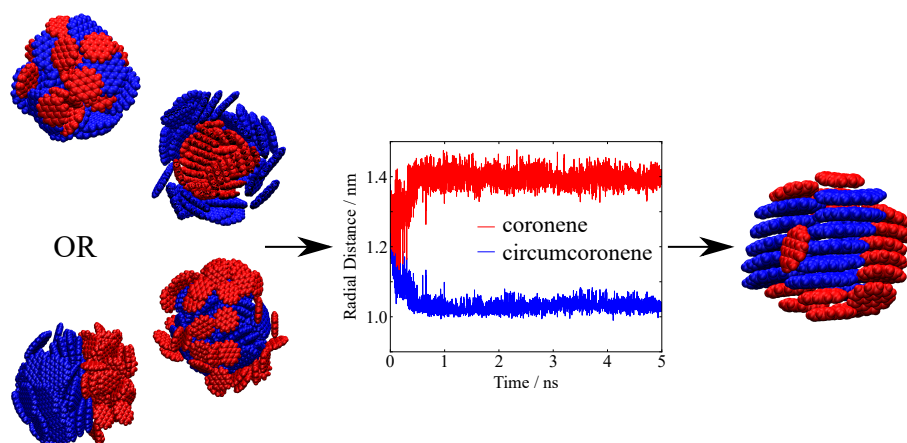 OR
Radial Distance / nm
1.4
1.2
1.0
coronene
circumcoronene
0 1 2 3 4 5
Time / ns